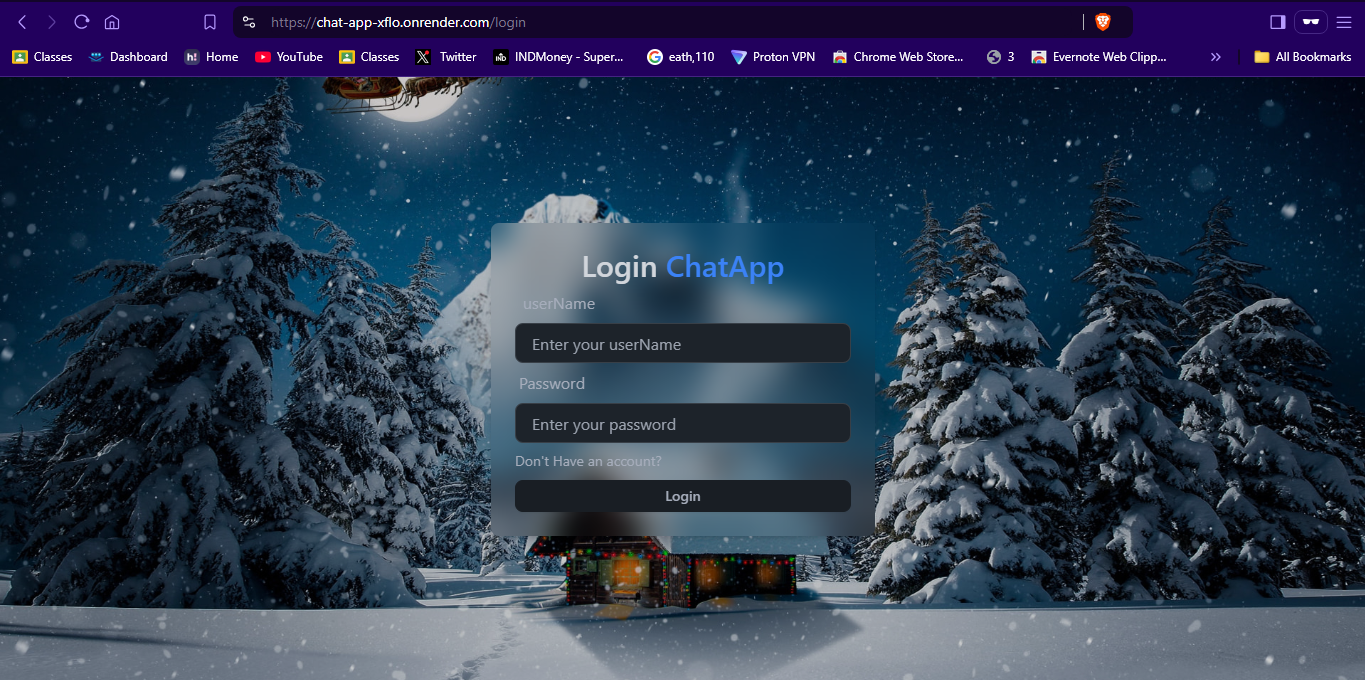 https://chat-app-xflo.onrender.com/login
Classes Dashboard h! Home YouTube Classes X Twitter IND INDMoney - Super... G eath,110 Proton VPN Chrome Web Store... 3 Evernote Web Clipp... » All Bookmarks
Login ChatApp
userName
Enter your userName
Password
Enter your password
Don't Have an account?
Login